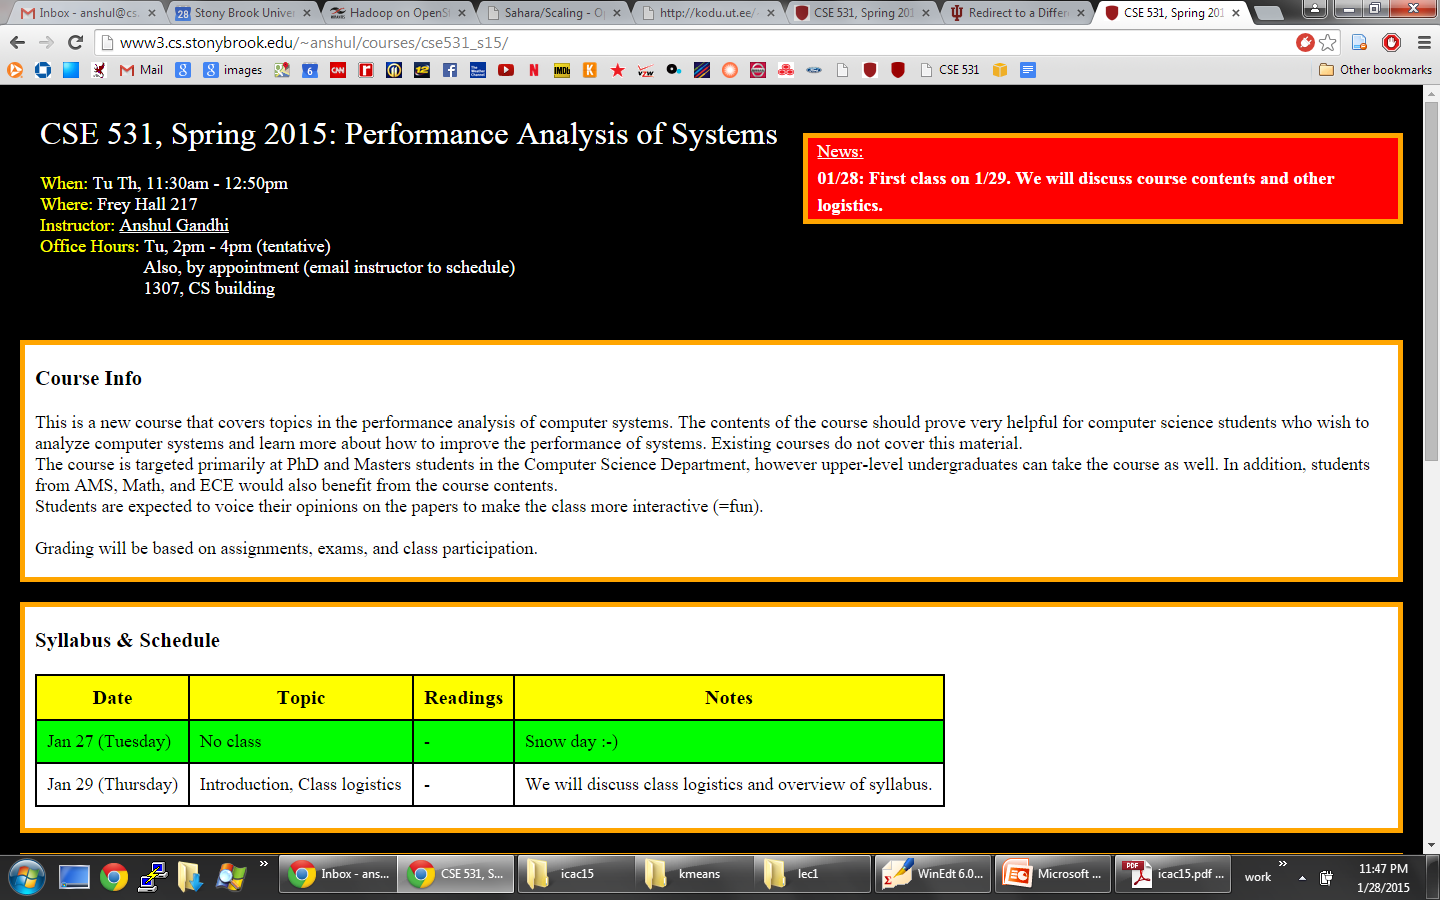 Inbox - anshul@cs.
Stony Brook Univer
Hadoop on OpenSt
Sahara/Scaling - O
http://kodu.ut.ee/
CSE 531, Spring 201
Redirect to a Differ
CSE 531, Spring 201
www3.cs.stonybrook.edu/~anshul/courses/cse531_s15/
Mail
images
CSE 531
Other bookmarks
CSE 531, Spring 2015: Performance Analysis of Systems
When: Tu Th, 11:30am - 12:50pm
Where: Frey Hall 217
Instructor: Anshul Gandhi
Office Hours: Tu, 2pm - 4pm (tentative)
Also, by appointment (email instructor to schedule)
1307, CS building
News:
01/28: First class on 1/29. We will discuss course contents and other
logistics.
Course Info
This is a new course that covers topics in the performance analysis of computer systems. The contents of the course should prove very helpful for computer science students who wish to
analyze computer systems and learn more about how to improve the performance of systems. Existing courses do not cover this material.
The course is targeted primarily at PhD and Masters students in the Computer Science Department, however upper-level undergraduates can take the course as well. In addition, students
from AMS, Math, and ECE would also benefit from the course contents.
Students are expected to voice their opinions on the papers to make the class more interactive (=fun).
Grading will be based on assignments, exams, and class participation.
Syllabus & Schedule
Date Topic Readings Notes
Jan 27 (Tuesday) No class - Snow day :-)
Jan 29 (Thursday) Introduction, Class logistics - We will discuss class logistics and overview of syllabus.
Inbox - ans...
CSE 531, S...
icac15
kmeans
lec1
WinEdt 6.0...
Microsoft ...
icac15.pdf ...
work
11:47 PM
1/28/2015